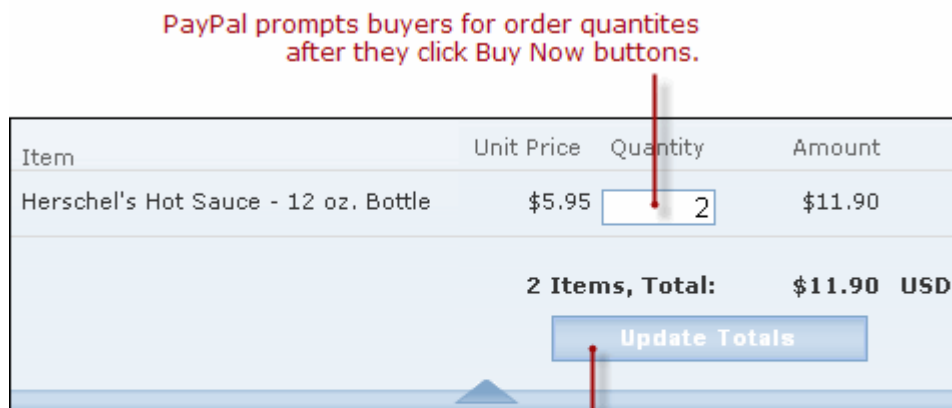 PayPal prompts buyers for order quantites
after they click Buy Now buttons.
Item Unit Price Quantity Amount
Herschel's Hot Sauce - 12 oz. Bottle $5.95 2 $11.90
2 Items, Total: $11.90 USD
Update Totals